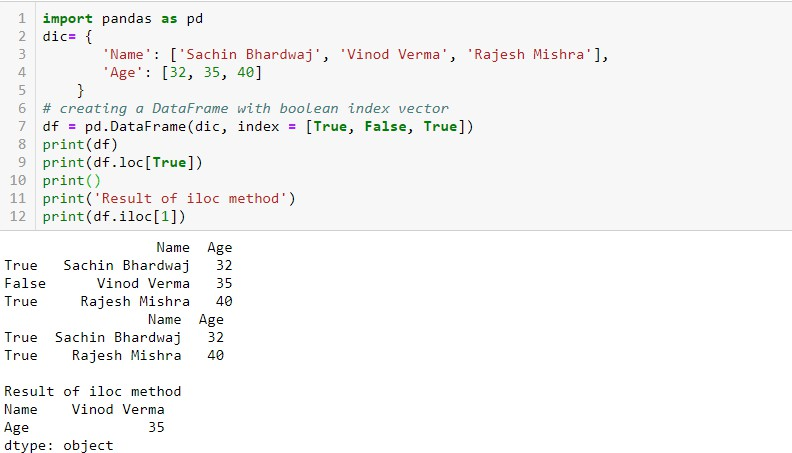 1 import pandas as pd
2 dic= {
3 'Name': ['Sachin Bhardwaj', 'Vinod Verma', 'Rajesh Mishra'],
4 'Age': [32, 35, 40]
5 }
6 # creating a DataFrame with boolean index vector
7 df = pd.DataFrame(dic, index = [True, False, True])
8 print(df)
9 print(df.loc[True])
10 print()
11 print('Result of iloc method')
12 print(df.iloc[1])
Name Age
True Sachin Bhardwaj 32
False Vinod Verma 35
True Rajesh Mishra 40
Name Age
True Sachin Bhardwaj 32
True Rajesh Mishra 40
Result of iloc method
Name Vinod Verma
Age 35
dtype: object